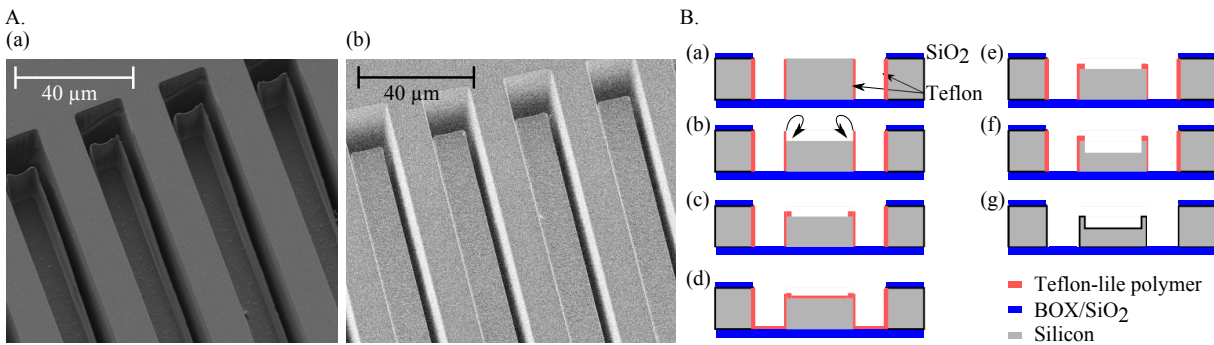 A.
(a)
40 µm
(b)
40 µm
B.
(a)
SiO2
Teflon
(b)
(c)
(d)
(e)
(f)
(g)
Teflon-lile polymer
BOX/SiO2
Silicon